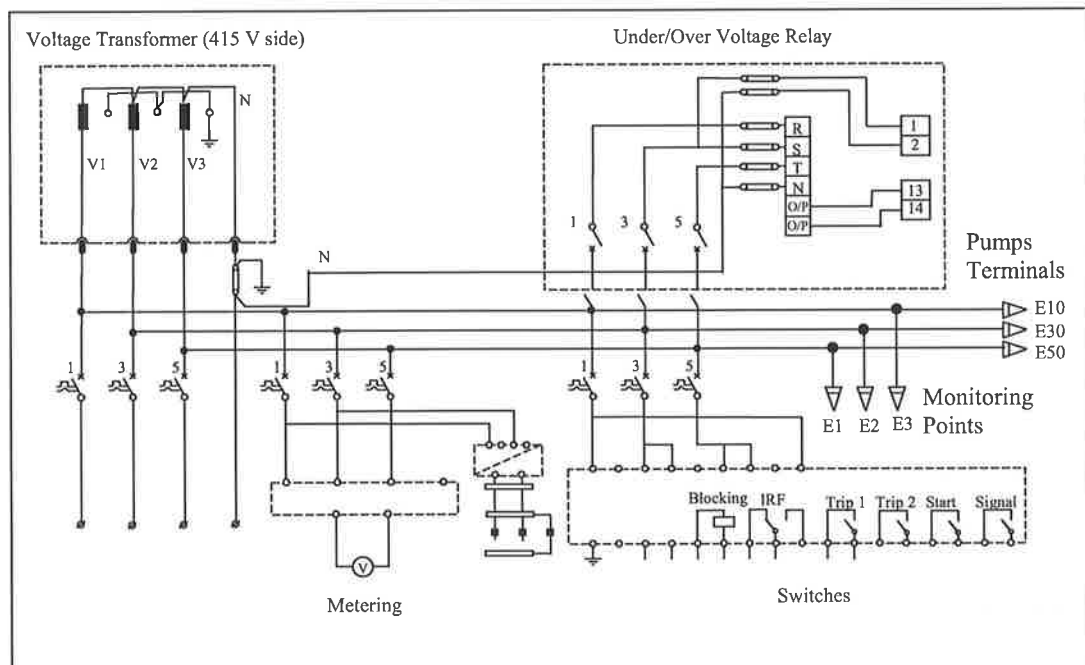 Voltage Transformer (415 V side)
Under/Over Voltage Relay
N
V1 V2 V3
R
S
T
N
O/P
O/P
1
2
13
14
1 3 5
N
Pumps
Terminals
E10
E30
E50
1 3 5
1 3 5
1 3 5
E1 E2 E3
Monitoring
Points
Blocking IRF Trip 1 Trip 2 Start Signal
V
Metering
Switches